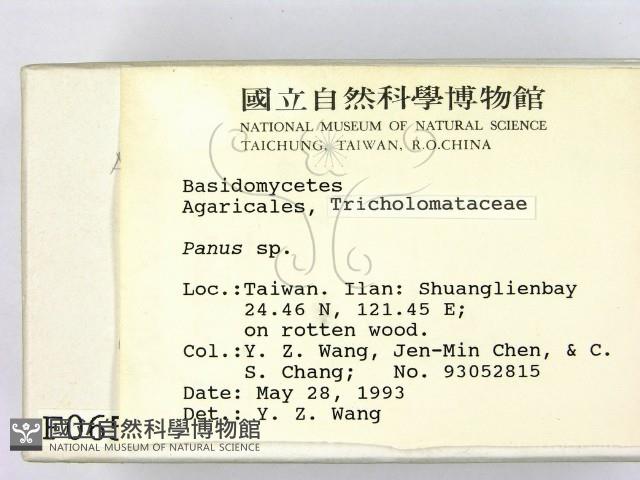 國立自然科學博物館
NATIONAL MUSEUM OF NATURAL SCIENCE
TAICHUNG, TAIWAN, R.O.CHINA
Basidomycetes
Agaricales, Tricholomataceae
Panus sp.
Loc.:Taiwan. Ilan: Shuanglienbay
24.46 N, 121.45 E;
on rotten wood.
Col.:Y. Z. Wang, Jen-Min Chen, & C.
S. Chang; No. 93052815
Date: May 28, 1993
Det.: Y. Z. Wang
國立自然科學博物館
NATIONAL MUSEUM OF NATURAL SCIENCE